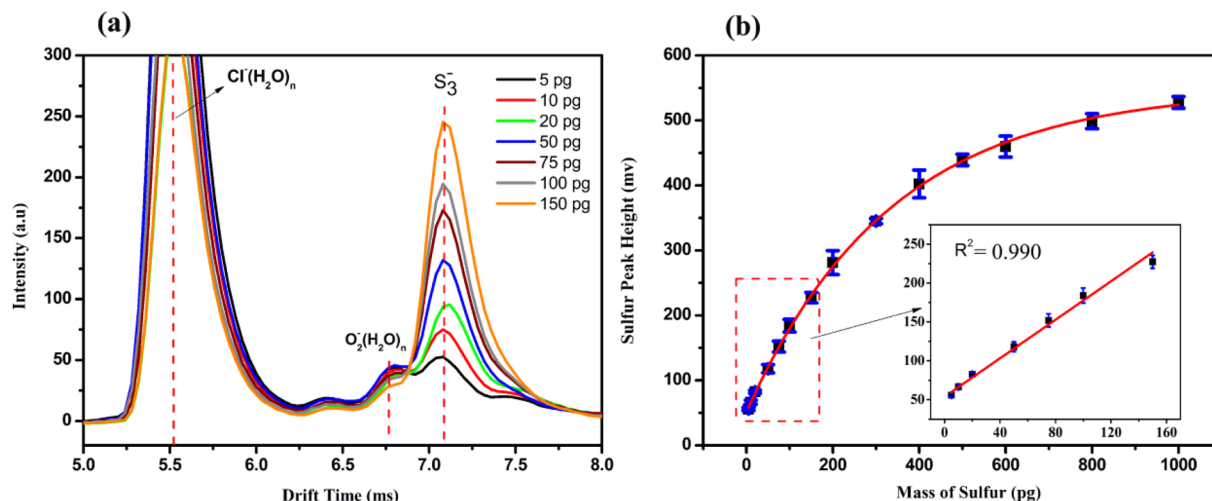 (a)
300
250
200
150
100
50
0
Intensity (a.u)
5.0 5.5 6.0 6.5 7.0 7.5 8.0
Drift Time (ms)
Cl⁻(H₂O)ₙ
O₂⁻(H₂O)ₙ
S₃⁻
5 pg
10 pg
20 pg
50 pg
75 pg
100 pg
150 pg
(b)
600
500
400
300
200
100
0
Sulfur Peak Height (mv)
0 200 400 600 800 1000
Mass of Sulfur (pg)
R² = 0.990
250
200
150
100
50
0 40 80 120 160